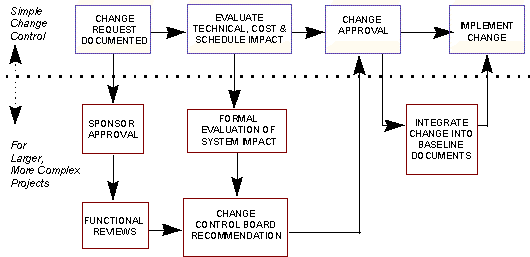 Simple
Change
Control
CHANGE
REQUEST
DOCUMENTED
EVALUATE
TECHNICAL, COST &
SCHEDULE IMPACT
CHANGE
APPROVAL
IMPLEMENT
CHANGE
For
Larger,
More Complex
Projects
SPONSOR
APPROVAL
FORMAL
EVALUATION OF
SYSTEM IMPACT
INTEGRATE
CHANGE INTO
BASELINE
DOCUMENTS
FUNCTIONAL
REVIEWS
CHANGE
CONTROL BOARD
RECOMMENDATION